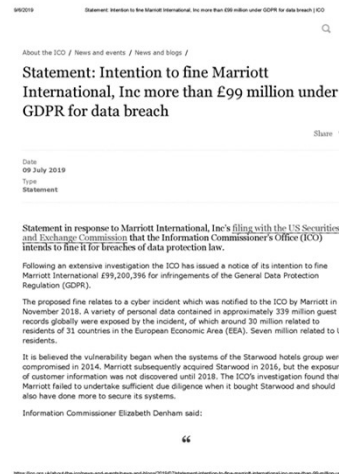 9/6/2019 Statement: Intention to fine Marriott International, Inc more than £99 million under GDPR for data breach | ICO
About the ICO / News and events / News and blogs /
Statement: Intention to fine Marriott
International, Inc more than £99 million under
GDPR for data breach
Share
Date
09 July 2019
Type
Statement
Statement in response to Marriott International, Inc's filing with the US Securities
and Exchange Commission that the Information Commissioner's Office (ICO)
intends to fine it for breaches of data protection law.
Following an extensive investigation the ICO has issued a notice of its intention to fine
Marriott International £99,200,396 for infringements of the General Data Protection
Regulation (GDPR).
The proposed fine relates to a cyber incident which was notified to the ICO by Marriott in
November 2018. A variety of personal data contained in approximately 339 million guest
records globally were exposed by the incident, of which around 30 million related to
residents of 31 countries in the European Economic Area (EEA). Seven million related to
residents.
It is believed the vulnerability began when the systems of the Starwood hotels group wer
compromised in 2014. Marriott subsequently acquired Starwood in 2016, but the exposur
of customer information was not discovered until 2018. The ICO's investigation found tha
Marriott failed to undertake sufficient due diligence when it bought Starwood and should
also have done more to secure its systems.
Information Commissioner Elizabeth Denham said:
“